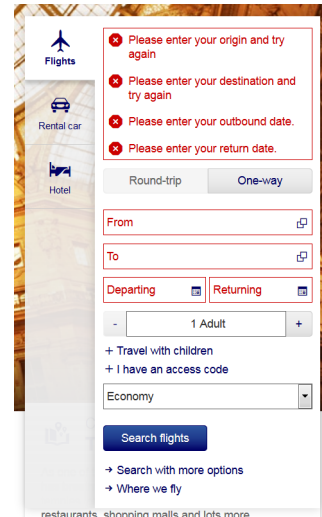 Flights
Rental car
Hotel
Please enter your origin and try
again
Please enter your destination and
try again
Please enter your outbound date.
Please enter your return date.
Round-trip One-way
From
To
Departing Returning
- 1 Adult +
+ Travel with children
+ I have an access code
Economy
Search flights
→ Search with more options
→ Where we fly
restaurants, shopping malls and lots more